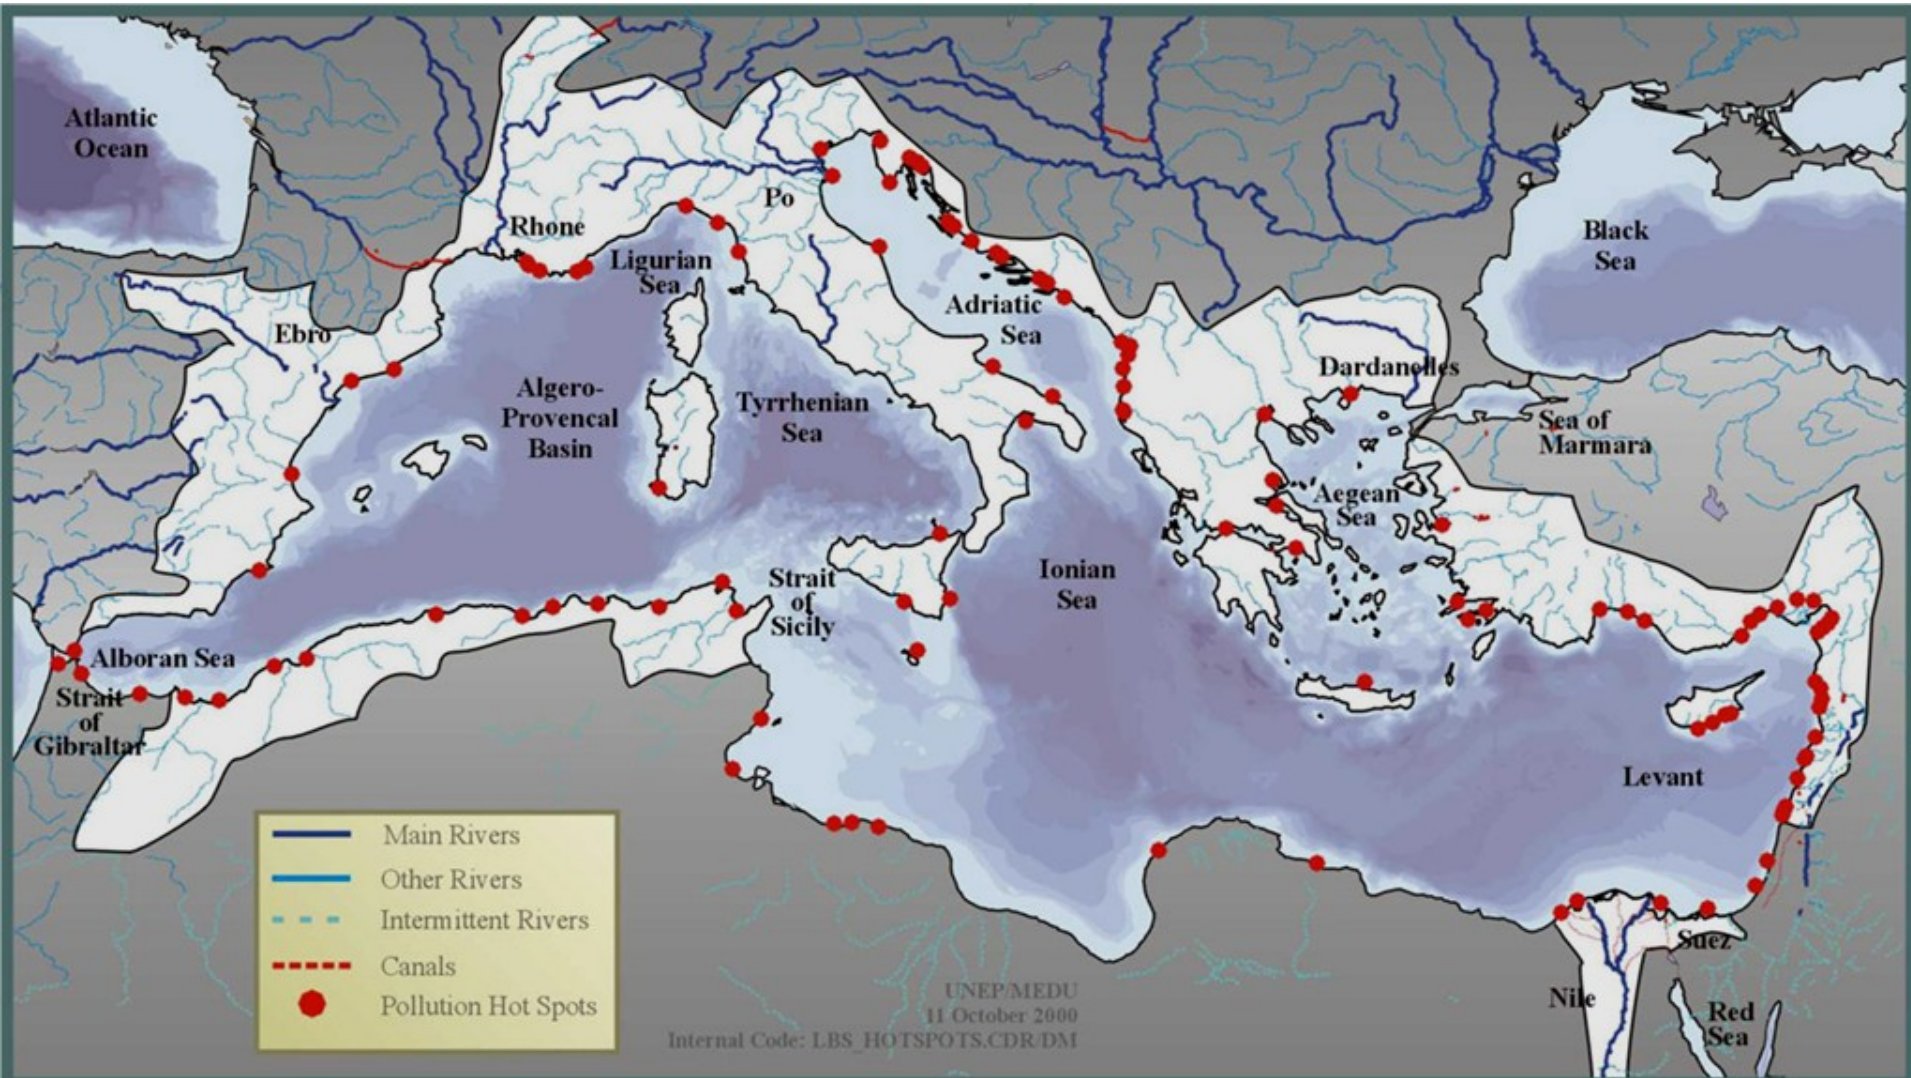 Atlantic
Ocean
Rhone
Po
Ligurian
Sea
Black
Sea
Ebro
Adriatic
Sea
Dardanelles
Algero-
Provencal
Basin
Tyrrhenian
Sea
Sea of
Marmara
Aegean
Sea
Strait
of
Sicily
Ionian
Sea
Alboran Sea
Strait
of
Gibraltar
Levant
Main Rivers
Other Rivers
Intermittent Rivers
Canals
Pollution Hot Spots
Suez
Nile
Red
Sea
UNEP/MEDU
11 October 2000
Internal Code: LBS_HOTSPOTS.CDR/DM